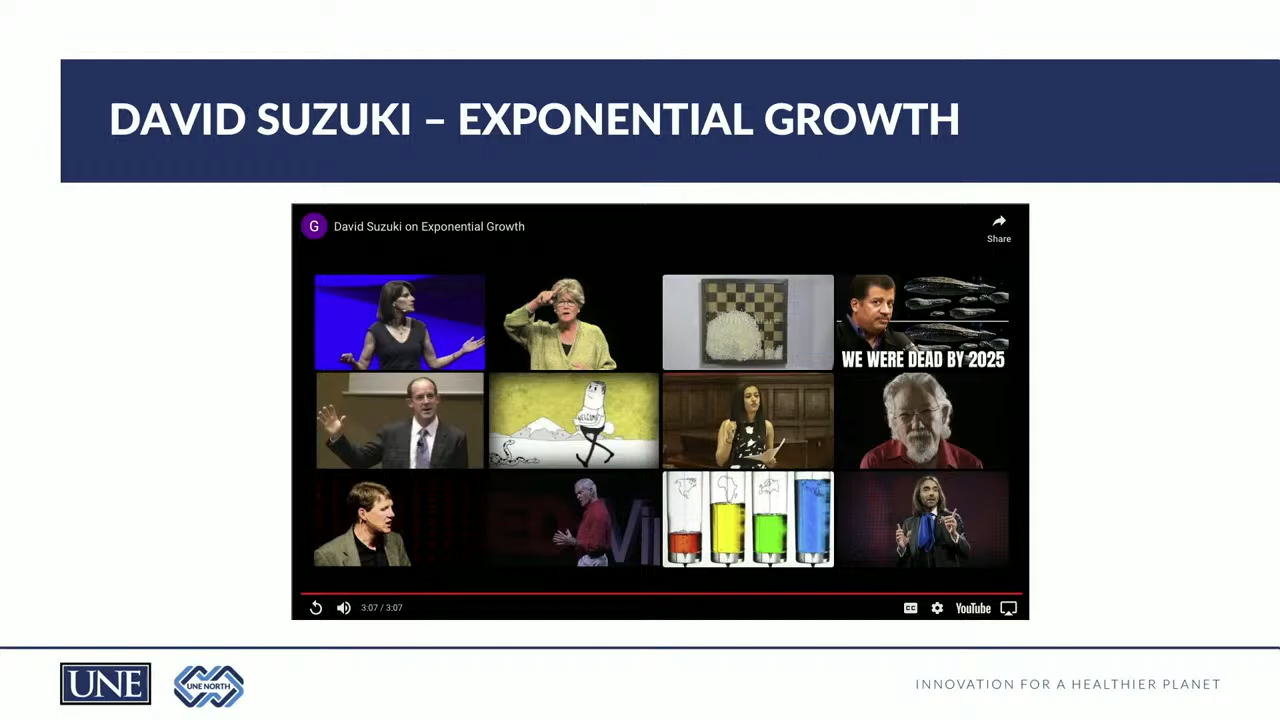 DAVID SUZUKI – EXPONENTIAL GROWTH
G David Suzuki on Exponential Growth
Share
WE WERE DEAD BY 2025
3:07 / 3:07
CC
YouTube
UNE
UNE NORTH
INNOVATION FOR A HEALTHIER PLANET